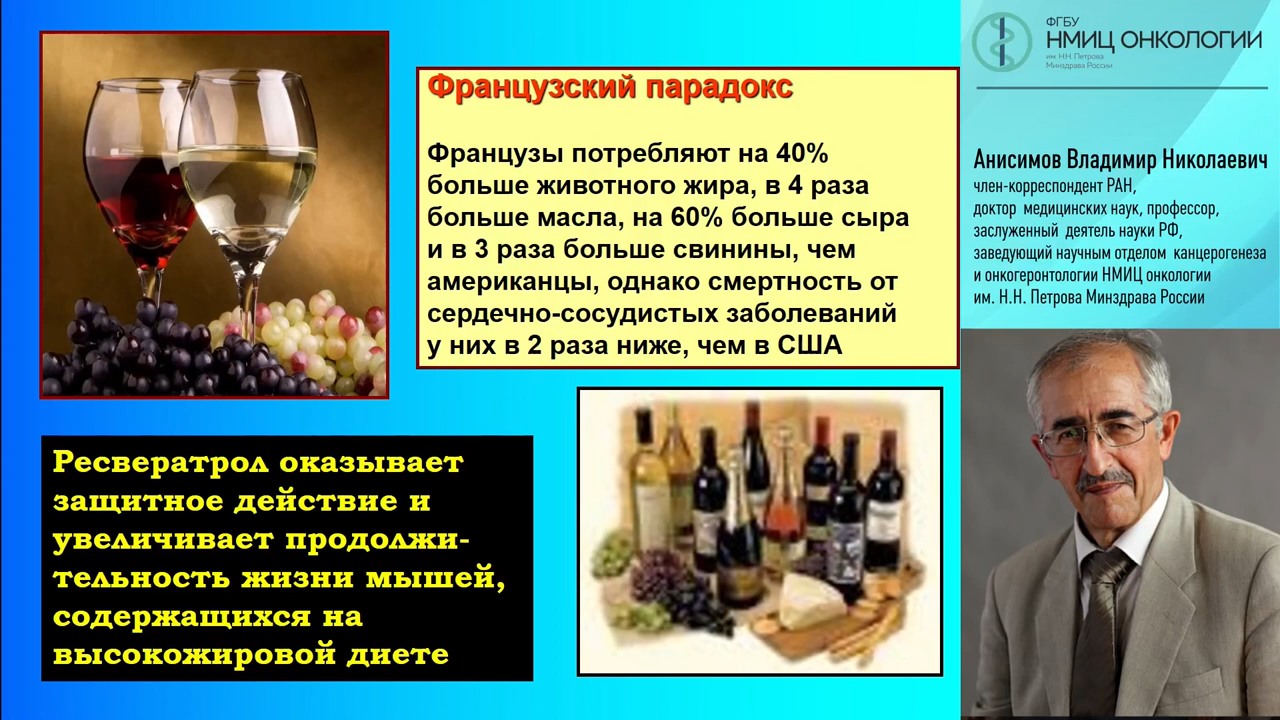 Французский парадокс
Французы потребляют на 40%
больше животного жира, в 4 раза
больше масла, на 60% больше сыра
и в 3 раза больше свинины, чем
американцы, однако смертность от
сердечно-сосудистых заболеваний
у них в 2 раза ниже, чем в США
Ресвератрол оказывает
защитное действие и
увеличивает продолжи-
тельность жизни мышей,
содержащихся на
высокожировой диете
ФГБУ
НМИЦ ОНКОЛОГИИ
им. Н.Н. Петрова
Минздрава России
Анисимов Владимир Николаевич
член-корреспондент РАН,
доктор медицинских наук, профессор,
заслуженный деятель науки РФ,
заведующий научным отделом канцерогенеза
и онкогеронтологии НМИЦ онкологии
им. Н.Н. Петрова Минздрава России